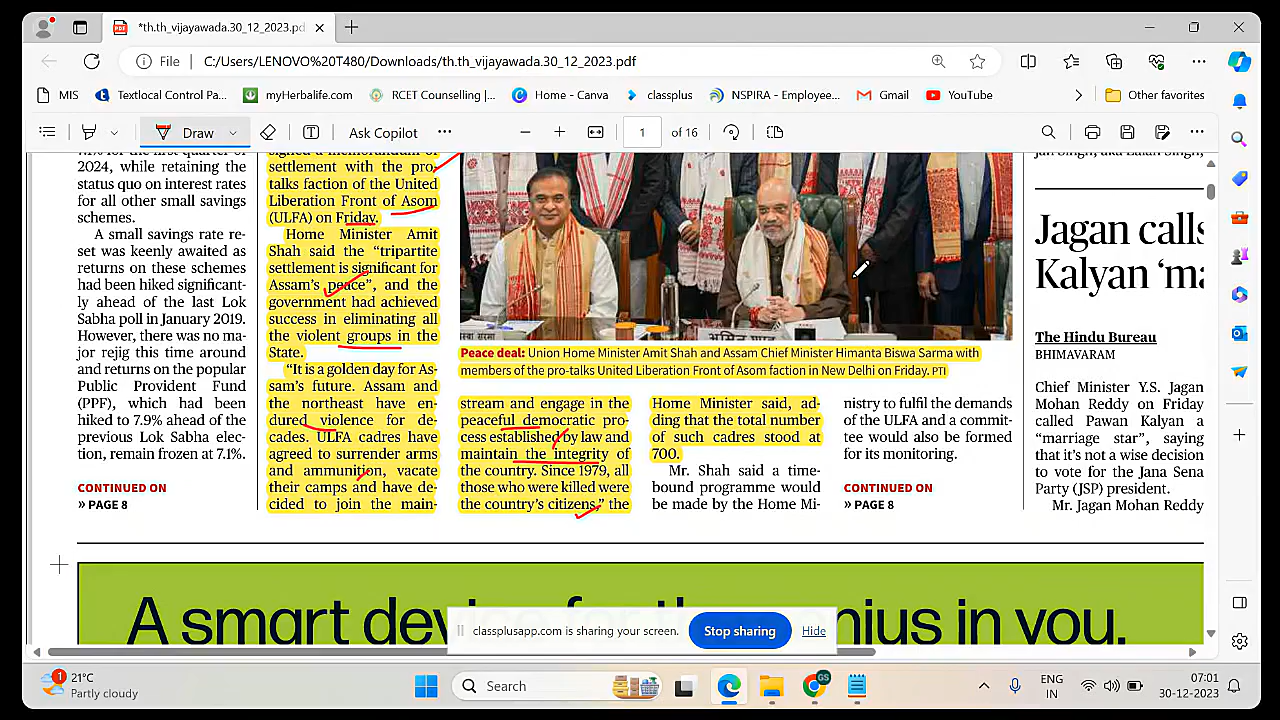 *th.th_vijayawada.30_12_2023.pd
File
C:/Users/LENOVO%20T480/Downloads/th.th_vijayawada.30_12_2023.pdf
MIS
Textlocal Control Pa...
myHerbalife.com
RCET Counselling |...
Home - Canva
classplus
NSPIRA - Employee...
Gmail
YouTube
Other favorites
Draw
Ask Copilot
1 of 16
2024, while retaining the
status quo on interest rates
for all other small savings
schemes.
A small savings rate re-
set was keenly awaited as
returns on these schemes
had been hiked significant-
ly ahead of the last Lok
Sabha poll in January 2019.
However, there was no ma-
jor rejig this time around
and returns on the popular
Public Provident Fund
(PPF), which had been
hiked to 7.9% ahead of the
previous Lok Sabha elec-
tion, remain frozen at 7.1%.
CONTINUED ON
» PAGE 8
settlement with the pro-
talks faction of the United
Liberation Front of Asom
(ULFA) on Friday.
Home Minister Amit
Shah said the “tripartite
settlement is significant for
Assam’s peace”, and the
government had achieved
success in eliminating all
the violent groups in the
State.
“It is a golden day for As-
sam’s future. Assam and
the northeast have en-
dured violence for de-
cades. ULFA cadres have
agreed to surrender arms
and ammunition, vacate
their camps and have de-
cided to join the main-
Peace deal: Union Home Minister Amit Shah and Assam Chief Minister Himanta Biswa Sarma with
members of the pro-talks United Liberation Front of Asom faction in New Delhi on Friday. PTI
stream and engage in the
peaceful democratic pro-
cess established by law and
maintain the integrity of
the country. Since 1979, all
those who were killed were
the country’s citizens,” the
Home Minister said, ad-
ding that the total number
of such cadres stood at
700.
Mr. Shah said a time-
bound programme would
be made by the Home Mi-
nistry to fulfil the demands
of the ULFA and a commit-
tee would also be formed
for its monitoring.
CONTINUED ON
» PAGE 8
Jagan calls
Kalyan ‘ma
The Hindu Bureau
BHIMAVARAM
Chief Minister Y.S. Jagan
Mohan Reddy on Friday
called Pawan Kalyan a
“marriage star”, saying
that it’s not a wise decision
to vote for the Jana Sena
Party (JSP) president.
Mr. Jagan Mohan Reddy
A smart device for the genius in you.
classplusapp.com is sharing your screen.
Stop sharing
Hide
1
21°C
Partly cloudy
Search
GS
ENG
IN
07:01
30-12-2023